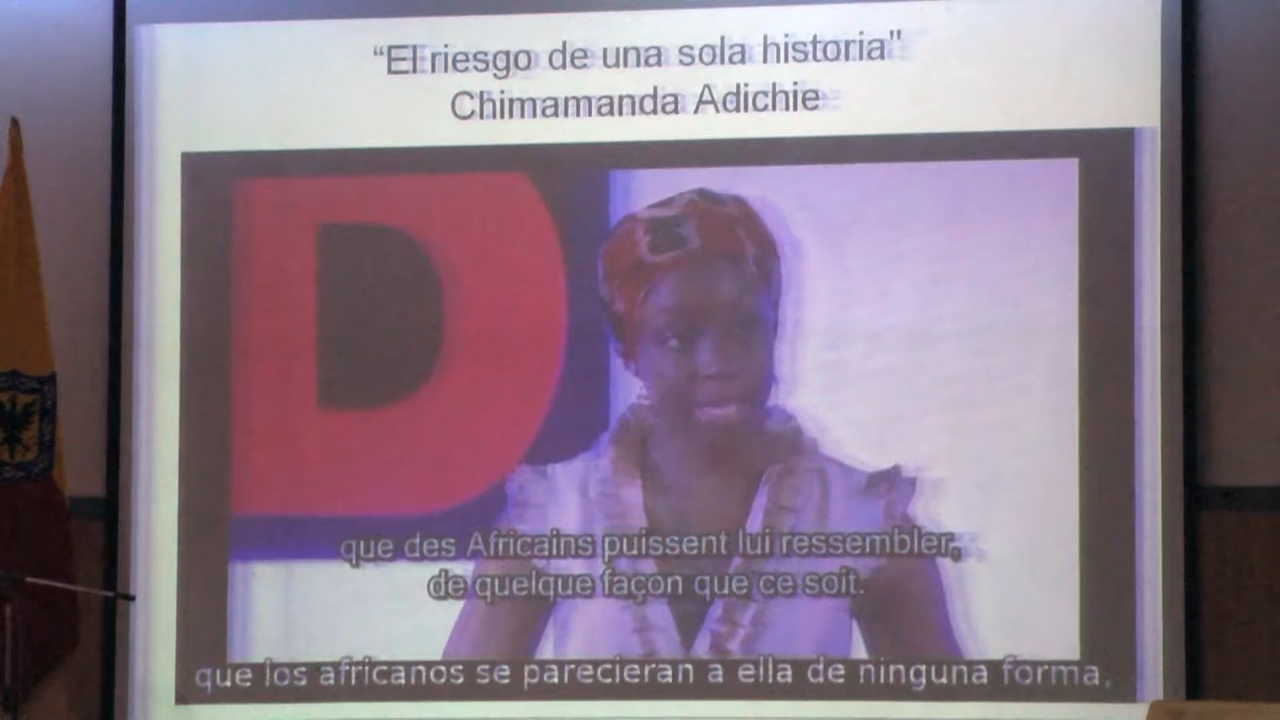 “El riesgo de una sola historia"
Chimamanda Adichie
D
que des Africains puissent lui ressembler,
de quelque façon que ce soit.
que los africanos se parecieran a ella de ninguna forma,